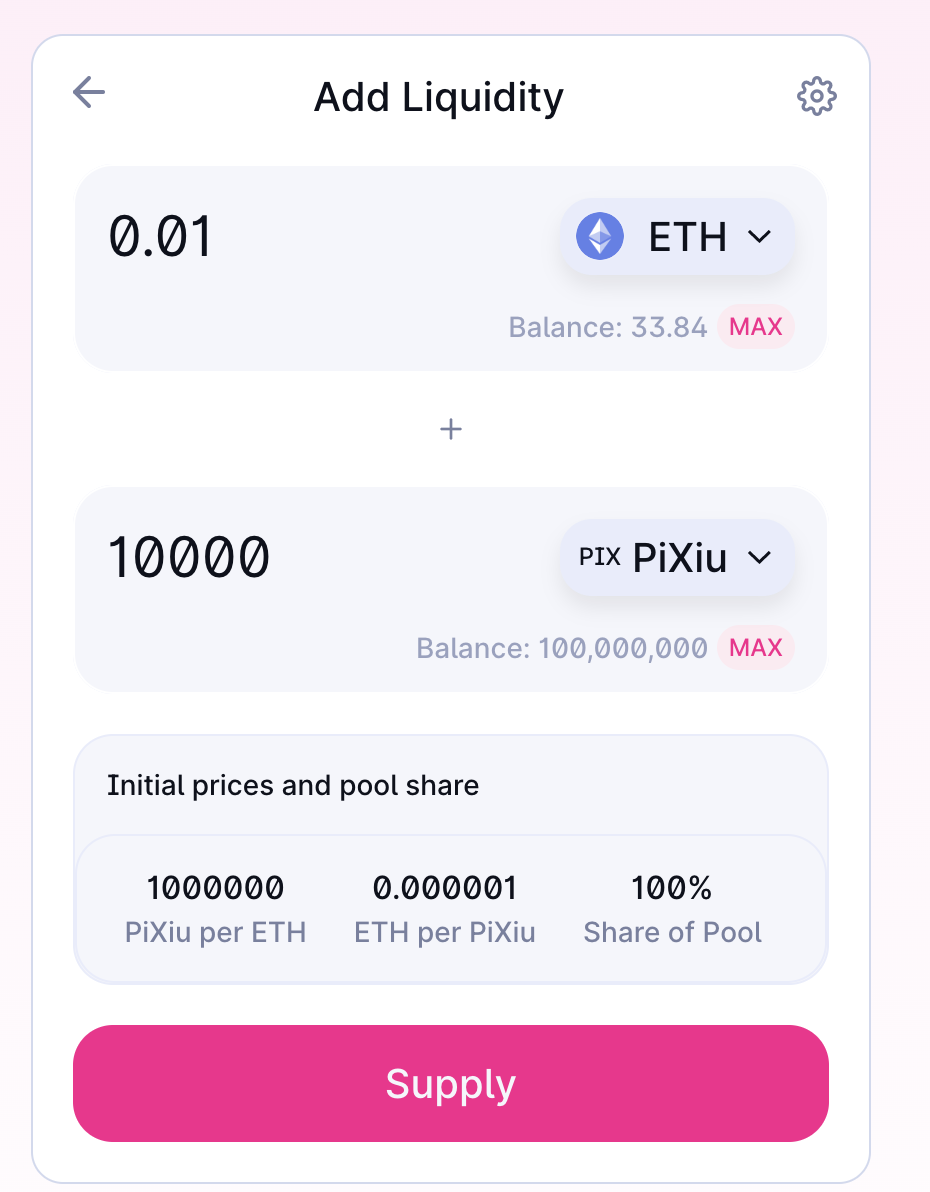 Add Liquidity
0.01
ETH
Balance: 33.84 MAX
+
10000
PIX PiXiu
Balance: 100,000,000 MAX
Initial prices and pool share
1000000 0.000001 100%
PiXiu per ETH ETH per PiXiu Share of Pool
Supply